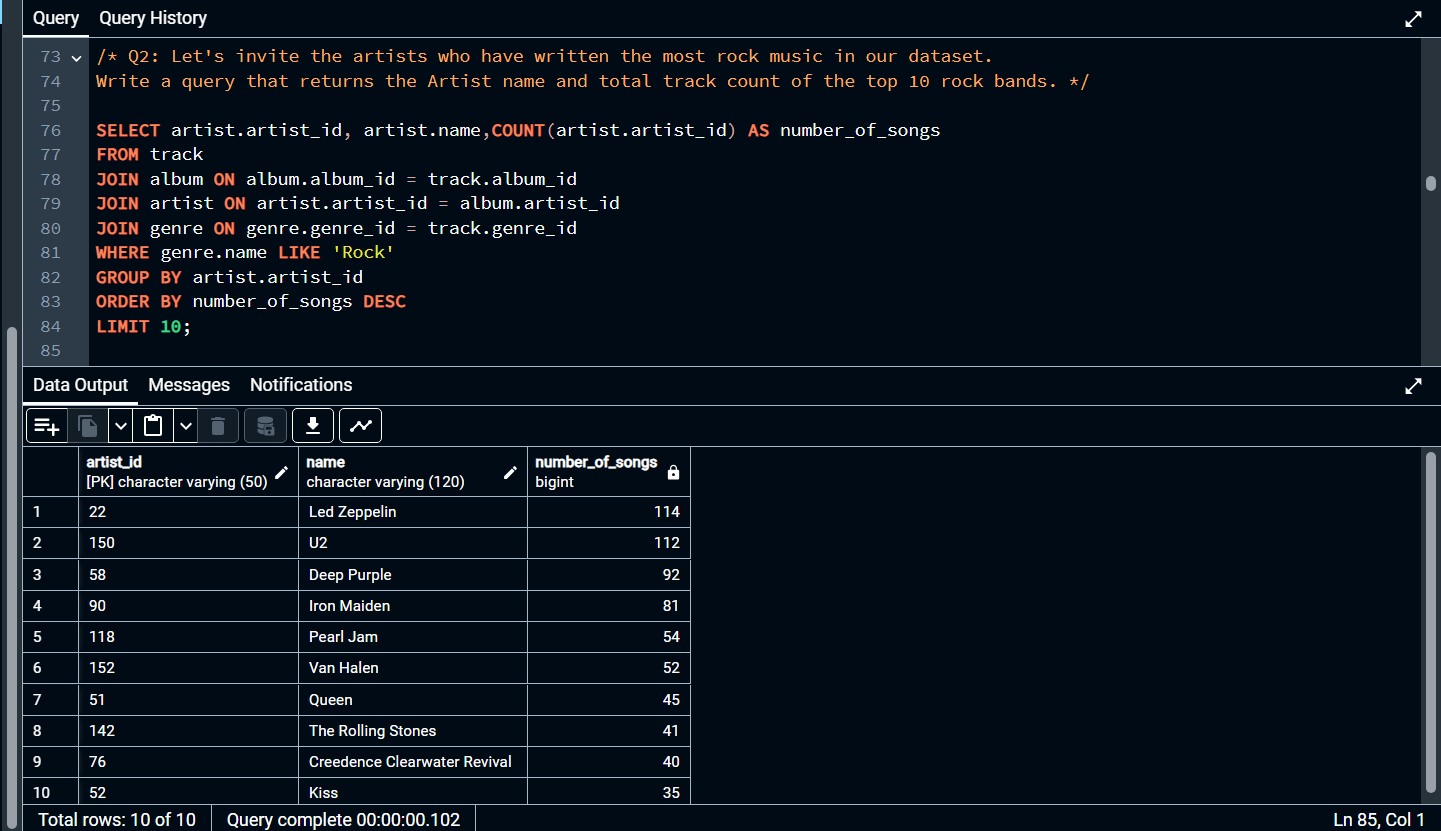 Query Query History
73 /* Q2: Let's invite the artists who have written the most rock music in our dataset.
74 Write a query that returns the Artist name and total track count of the top 10 rock bands. */
75
76 SELECT artist.artist_id, artist.name,COUNT(artist.artist_id) AS number_of_songs
77 FROM track
78 JOIN album ON album.album_id = track.album_id
79 JOIN artist ON artist.artist_id = album.artist_id
80 JOIN genre ON genre.genre_id = track.genre_id
81 WHERE genre.name LIKE 'Rock'
82 GROUP BY artist.artist_id
83 ORDER BY number_of_songs DESC
84 LIMIT 10;
85
Data Output Messages Notifications
artist_id name number_of_songs
[PK] character varying (50) character varying (120) bigint
1 22 Led Zeppelin 114
2 150 U2 112
3 58 Deep Purple 92
4 90 Iron Maiden 81
5 118 Pearl Jam 54
6 152 Van Halen 52
7 51 Queen 45
8 142 The Rolling Stones 41
9 76 Creedence Clearwater Revival 40
10 52 Kiss 35
Total rows: 10 of 10 Query complete 00:00:00.102 Ln 85, Col 1